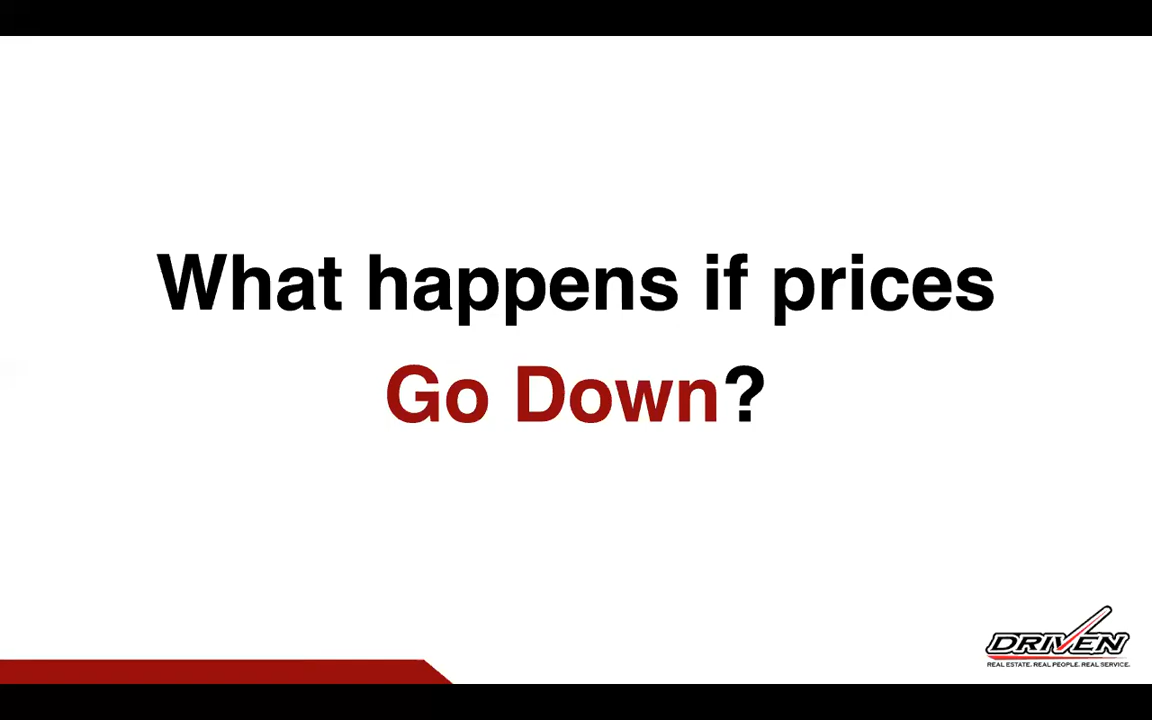 What happens if prices
Go Down?
DRIVEN
REAL ESTATE. REAL PEOPLE. REAL SERVICE.